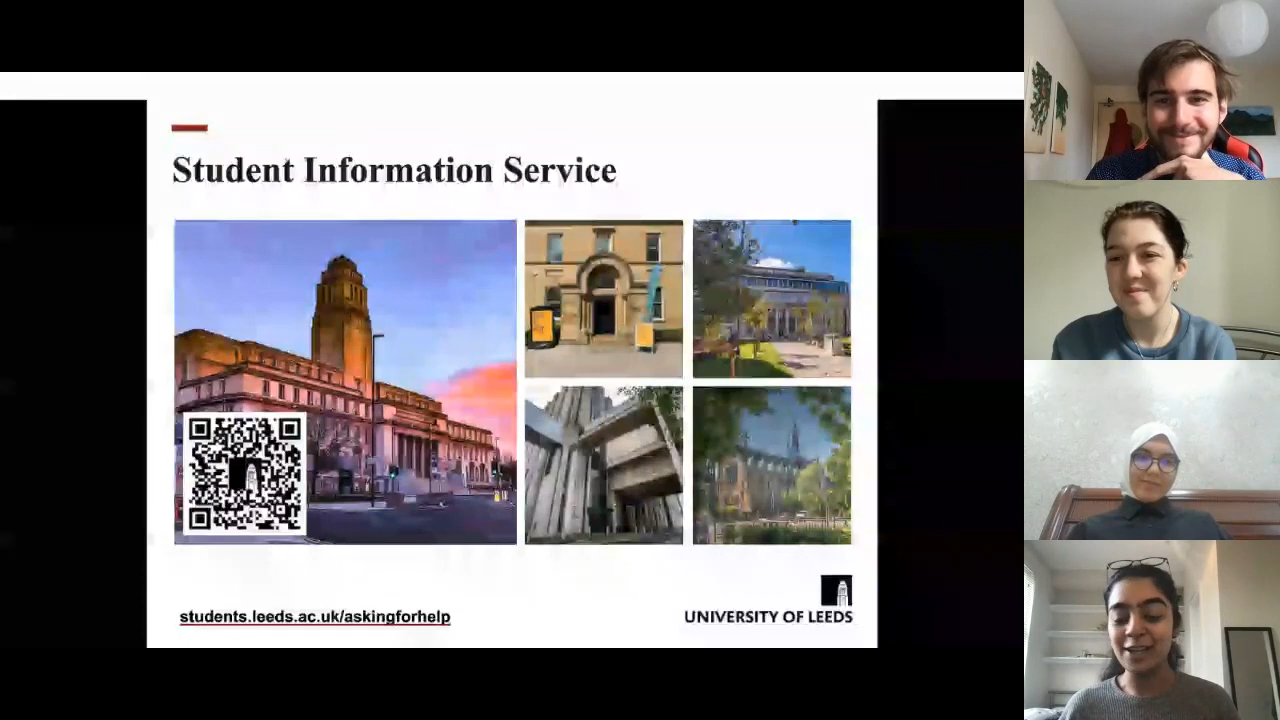 Student Information Service
students.leeds.ac.uk/askingforhelp
UNIVERSITY OF LEEDS